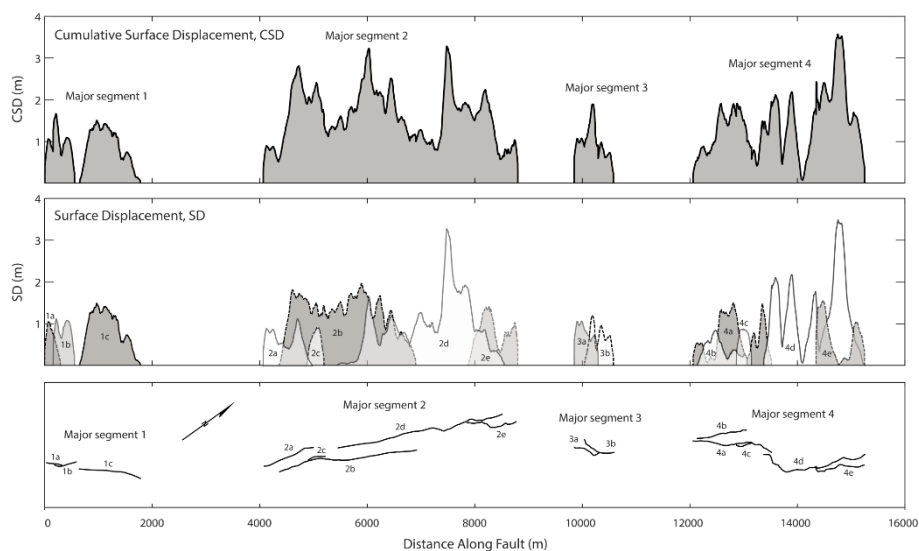 4
Cumulative Surface Displacement, CSD
Major segment 2
3
Major segment 4
CSD (m)
Major segment 1
Major segment 3
2
1
4
Surface Displacement, SD
3
SD (m)
2
1a
1
1b
1c
2a
2c
2b
2d
2e
3a
3b
4b
4a
4c
4d
4e
Major segment 1
Major segment 2
Major segment 3
Major segment 4
1a
1b
1c
2a
2c
2b
2d
2e
3a
3b
4b
4a
4c
4d
4e
0 2000 4000 6000 8000 10000 12000 14000 16000
Distance Along Fault (m)